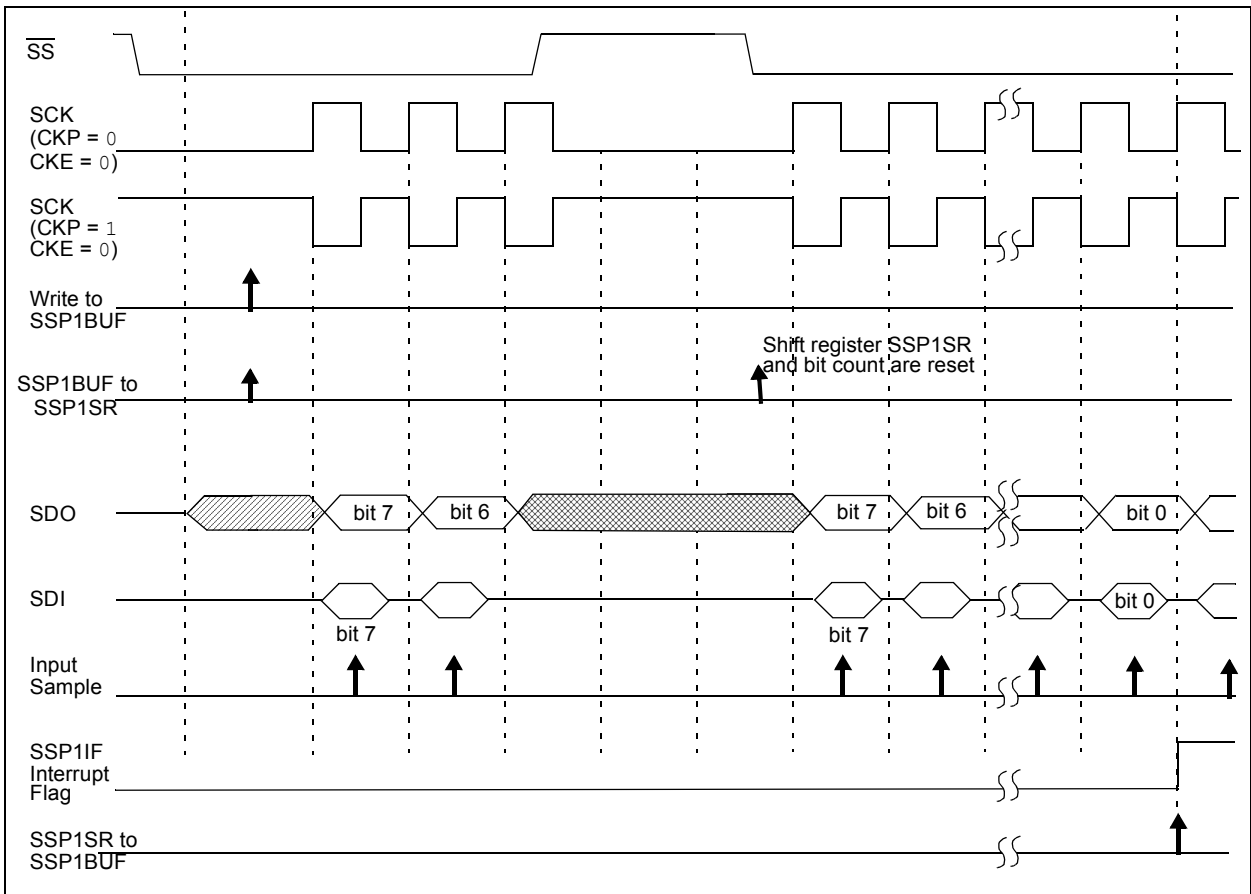 SS
SCK
(CKP = 0
CKE = 0)
SCK
(CKP = 1
CKE = 0)
Write to
SSP1BUF
Shift register SSP1SR
and bit count are reset
SSP1BUF to
SSP1SR
SDO
bit 7
bit 6
bit 7
bit 6
bit 0
SDI
bit 0
bit 7
bit 7
Input
Sample
SSP1IF
Interrupt
Flag
SSP1SR to
SSP1BUF